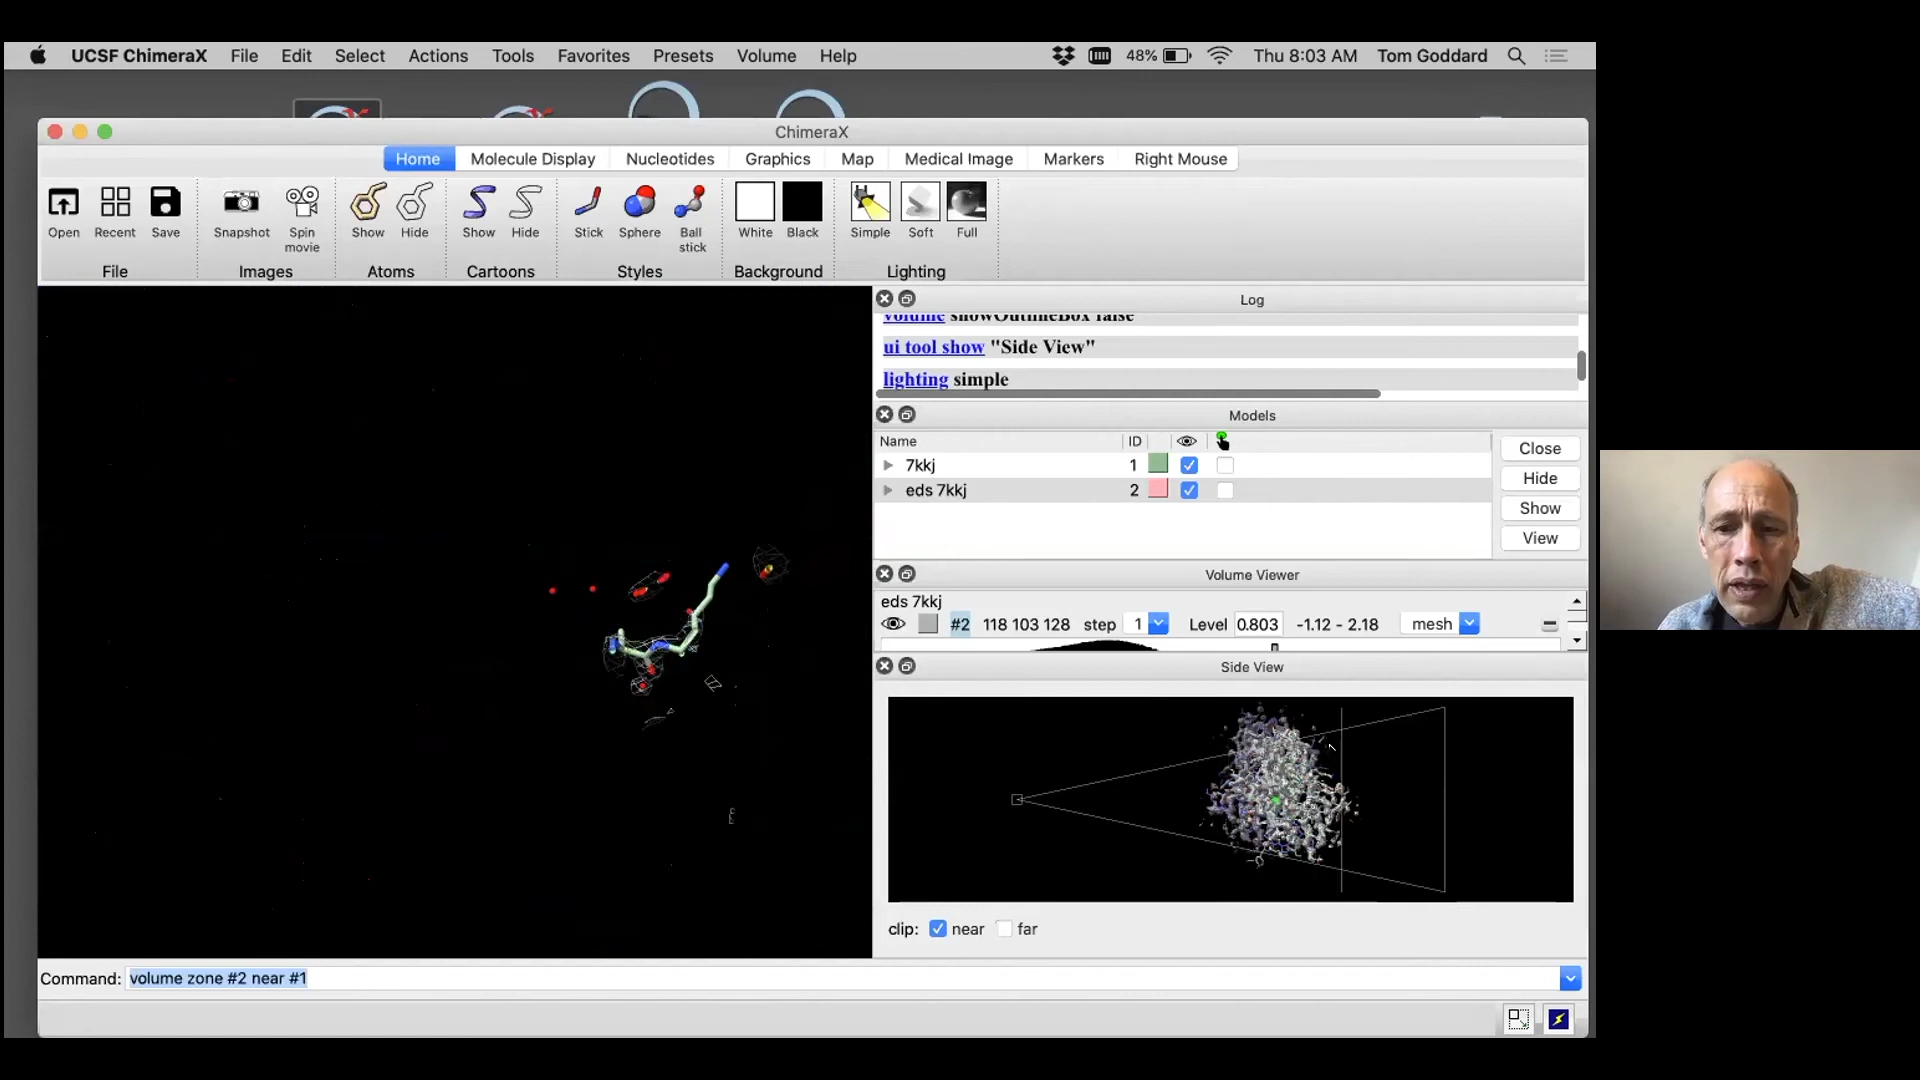 UCSF ChimeraX File Edit Select Actions Tools Favorites Presets Volume Help 48% Thu 8:03 AM Tom Goddard
ChimeraX
Home Molecule Display Nucleotides Graphics Map Medical Image Markers Right Mouse
Open Recent Save Snapshot Spin movie Show Hide Show Hide Stick Sphere Ball stick White Black Simple Soft Full
File Images Atoms Cartoons Styles Background Lighting
Log
volume showOutlineBox false
ui tool show "Side View"
lighting simple
Models
Name ID
7kkj 1
eds 7kkj 2
Close
Hide
Show
View
Volume Viewer
eds 7kkj
#2 118 103 128 step 1 Level 0.803 -1.12 - 2.18 mesh
Side View
clip: near far
Command: volume zone #2 near #1